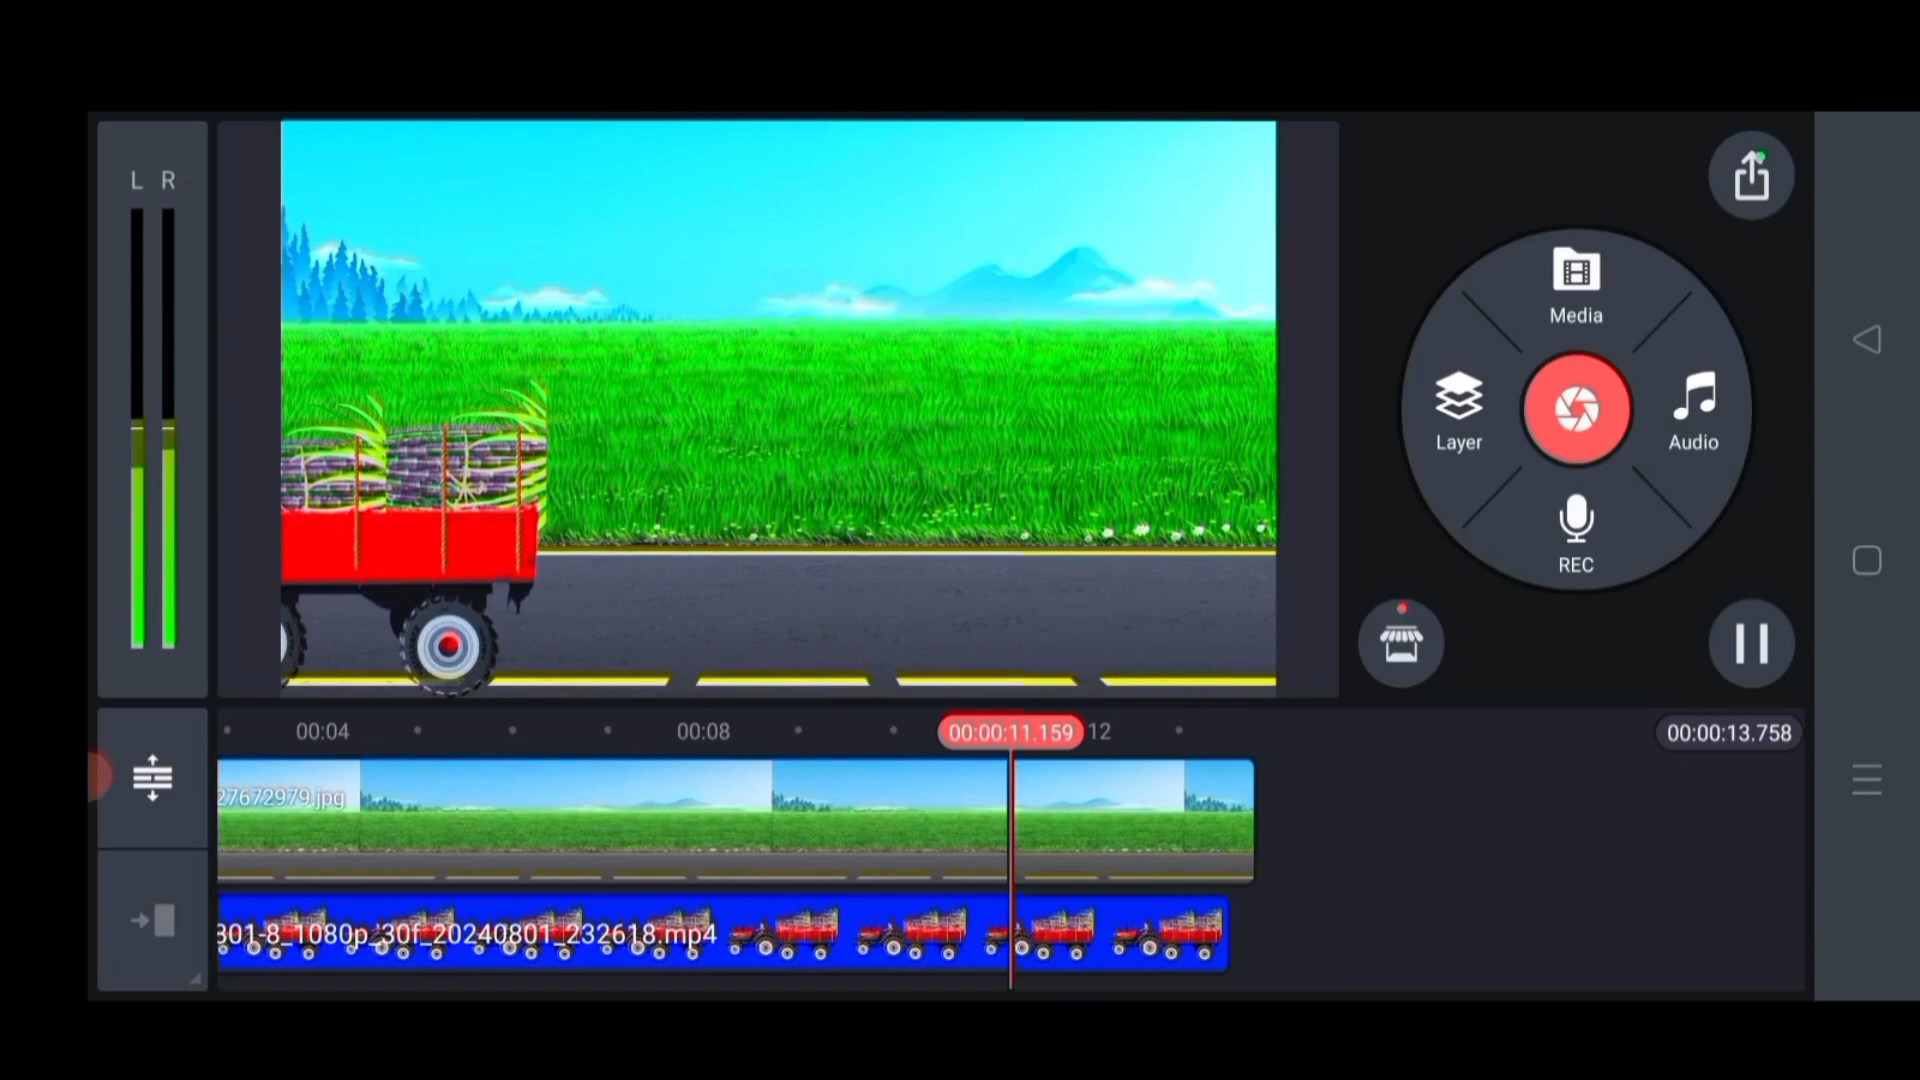 L R
Media
Layer
Audio
REC
00:04
00:08
00:00:11.159
12
00:00:13.758
27672979.jpg
801-8_1080p_30f_20240801_232618.mp4